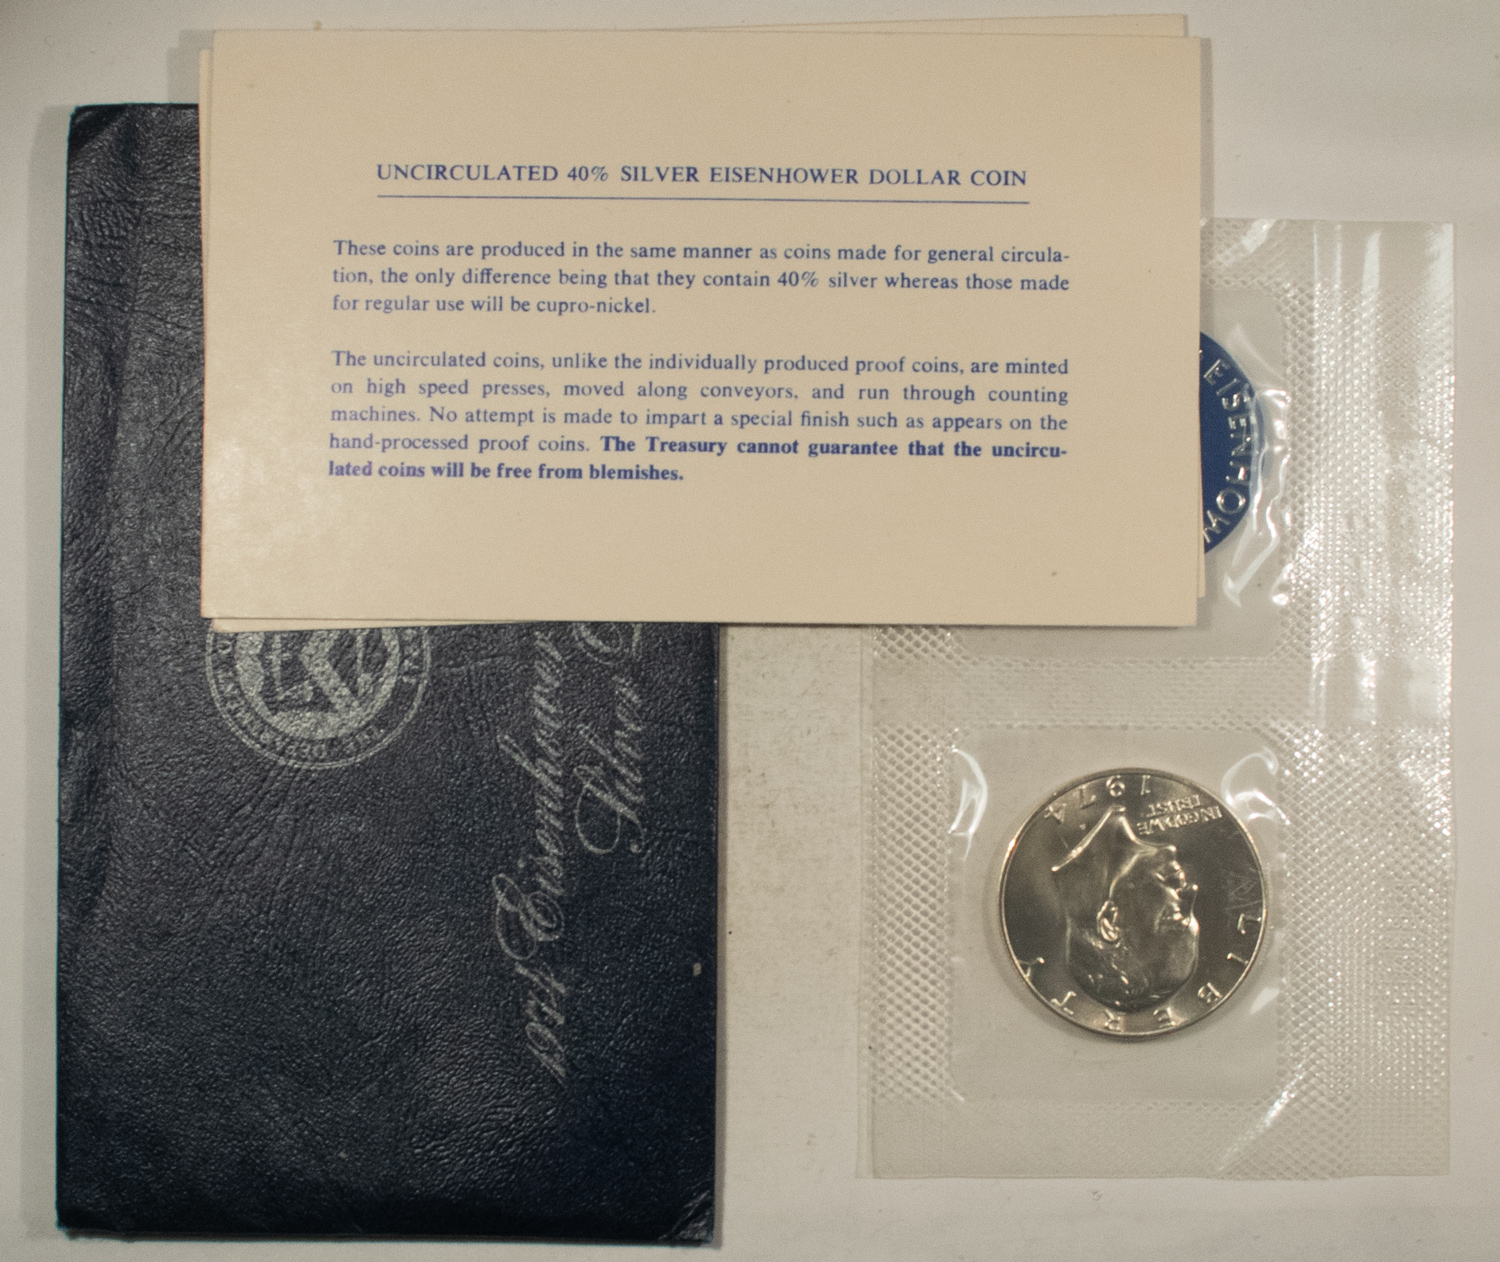 UNCIRCULATED 40% SILVER EISENHOWER DOLLAR COIN
These coins are produced in the same manner as coins made for general circula-
tion, the only difference being that they contain 40% silver whereas those made
for regular use will be cupro-nickel.
The uncirculated coins, unlike the individually produced proof coins, are minted
on high speed presses, moved along conveyors, and run through counting
machines. No attempt is made to impart a special finish such as appears on the
hand-processed proof coins. The Treasury cannot guarantee that the uncircu-
lated coins will be free from blemishes.
1974 Eisenhower
Silver
EISENHOW
LIBERTY
IN GOD WE
TRUST
1974